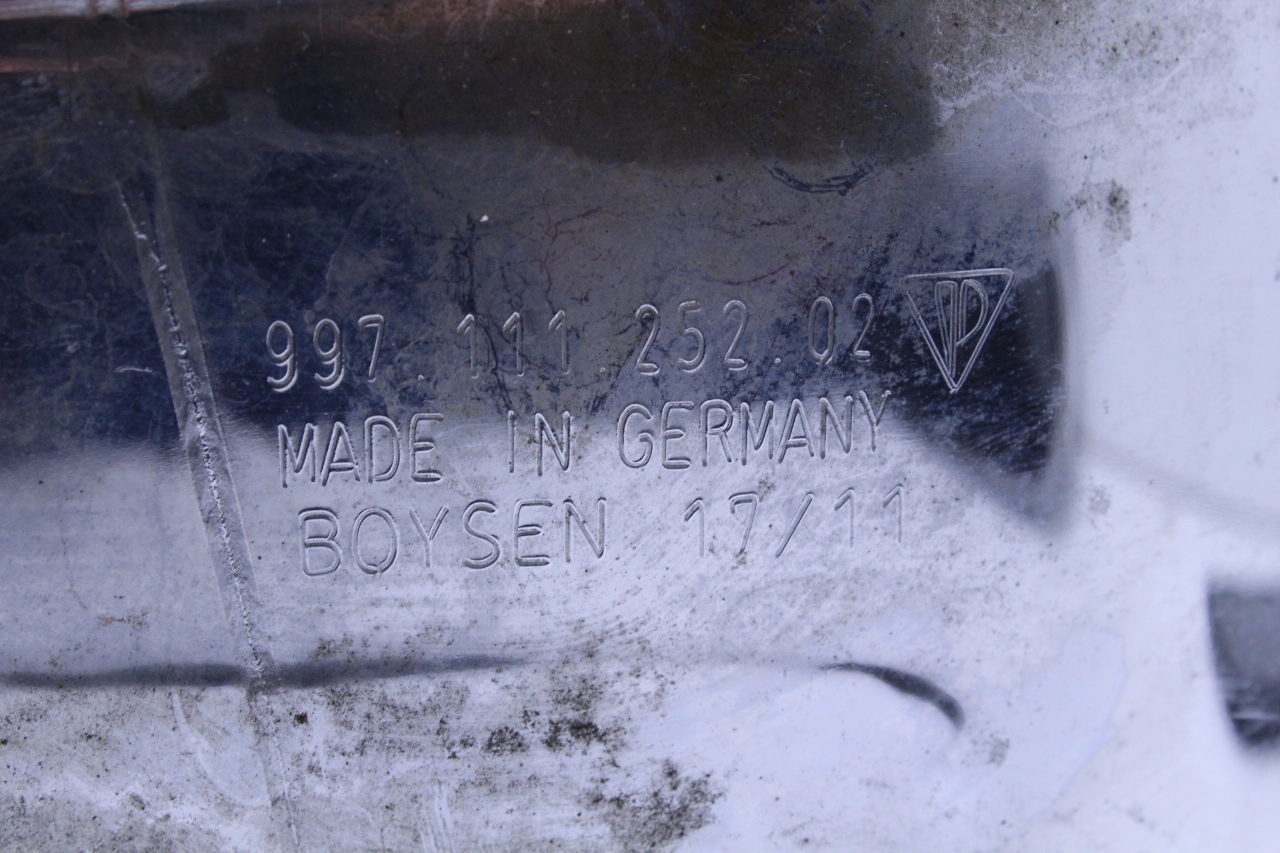 997.111.252.02
MADE IN GERMANY
BOYSEN 17/11